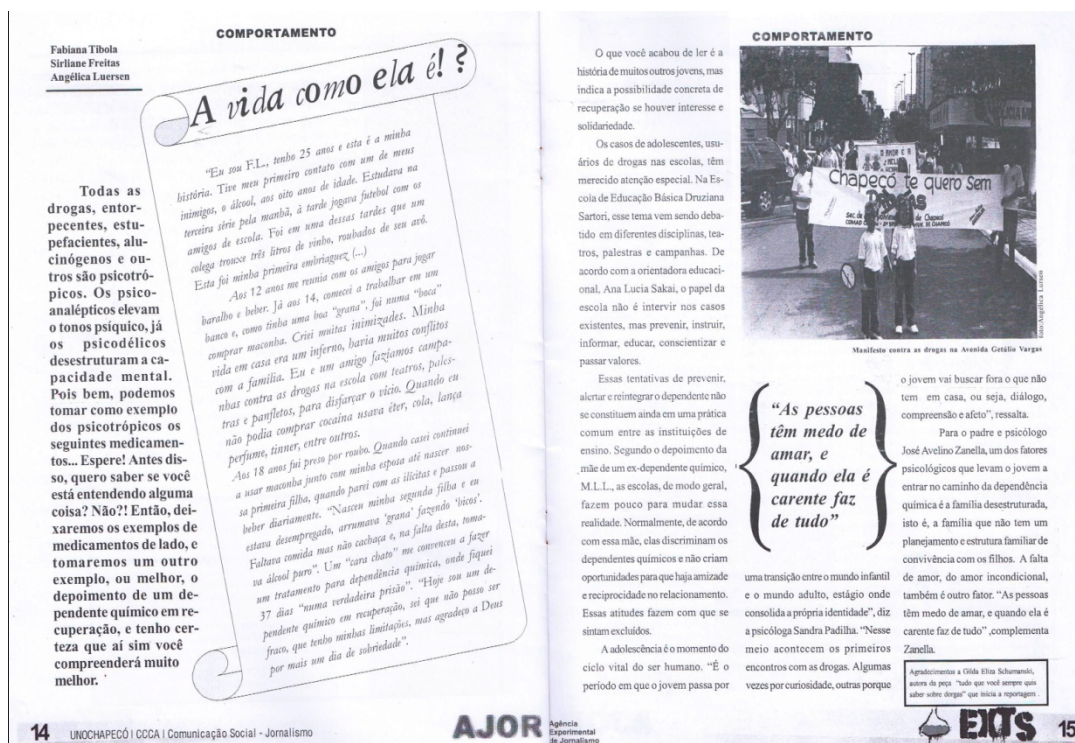 COMPORTAMENTO
Fabiana Tibola
Sirliane Freitas
Angélica Luersen
A vida como ela é! ?
Todas as
drogas, entor-
pecentes, estu-
pefacientes, alu-
cinógenos e ou-
tros são psicotró-
picos. Os psico-
analépticos elevam
o tonos psíquico, já
os psicodélicos
desestruturam a ca-
pacidade mental.
Pois bem, podemos
tomar como exemplo
dos psicotrópicos os
seguintes medicamen-
tos... Espere! Antes dis-
so, quero saber se você
está entendendo alguma
coisa? Não?! Então, dei-
xaremos os exemplos de
medicamentos de lado, e
tomaremos um outro
exemplo, ou melhor, o
depoimento de um de-
pendente químico em re-
cuperação, e tenho cer-
teza que aí sim você
compreenderá muito
melhor.
"Eu sou F.L., tenho 25 anos e esta é a minha
história. Tive meu primeiro contato com um de meus
inimigos, o álcool, aos oito anos de idade. Estudava na
terceira série pela manhã, à tarde jogava futebol com os
amigos de escola. Foi em uma dessas tardes que um
colega trouxe três litros de vinho, roubados de seu avô.
Esta foi minha primeira embriaguez (...)
Aos 12 anos me reunia com os amigos para jogar
baralho e beber. Já aos 14, comecei a trabalhar em um
banco e, como tinha uma boa "grana", fui numa "boca"
comprar maconha. Criei muitas inimizades. Minha
vida em casa era um inferno, havia muitos conflitos
com a família. Eu e um amigo fazíamos campa-
nhas contra as drogas na escola com teatros, pales-
tras e panfletos, para disfarçar o vício. Quando eu
não podia comprar cocaína usava éter, cola, lança
perfume, tinner, entre outros.
Aos 18 anos fui preso por roubo. Quando casei continuei
a usar maconha junto com minha esposa até nascer nos-
sa primeira filha, quando parei com as ilícitas e passou a
beber diariamente. "Nasceu minha segunda filha e eu
estava desempregado, arrumava 'grana' fazendo 'bicos'.
Faltava comida mas não cachaça e, na falta desta, toma-
va álcool puro". Um "cara chato" me convenceu a fazer
um tratamento para dependência química, onde fiquei
37 dias "numa verdadeira prisão". "Hoje sou um de-
pendente químico em recuperação, sei que não posso ser
fraco, que tenho minhas limitações, mas agradeço a Deus
por mais um dia de sobriedade".
14 UNOCHAPECÓ | CCCA | Comunicação Social - Jornalismo
AJOR Agência
Experimental
de Jornalismo
COMPORTAMENTO
O que você acabou de ler é a
história de muitos outros jovens, mas
indica a possibilidade concreta de
recuperação se houver interesse e
solidariedade.
Os casos de adolescentes, usu-
ários de drogas nas escolas, têm
merecido atenção especial. Na Es-
cola de Educação Básica Druziana
Sartori, esse tema vem sendo deba-
tido em diferentes disciplinas, tea-
tros, palestras e campanhas. De
acordo com a orientadora educaci-
onal, Ana Lucia Sakai, o papel da
escola não é intervir nos casos
existentes, mas prevenir, instruir,
informar, educar, conscientizar e
passar valores.
Essas tentativas de prevenir,
alertar e reintegrar o dependente não
se constituem ainda em uma prática
comum entre as instituições de
ensino. Segundo o depoimento da
mãe de um ex-dependente químico,
M.L.L., as escolas, de modo geral,
fazem pouco para mudar essa
realidade. Normalmente, de acordo
com essa mãe, elas discriminam os
dependentes químicos e não criam
oportunidades para que haja amizade
e reciprocidade no relacionamento.
Essas atitudes fazem com que se
sintam excluídos.
A adolescência é o momento do
ciclo vital do ser humano. "É o
período em que o jovem passa por
Chapecó te quero Sem
DROGAS
foto:Angélica Lursen
Manifesto contra as drogas na Avenida Getúlio Vargas
"As pessoas
têm medo de
amar, e
quando ela é
carente faz
de tudo"
uma transição entre o mundo infantil
e o mundo adulto, estágio onde
consolida a própria identidade", diz
a psicóloga Sandra Padilha. "Nesse
meio acontecem os primeiros
encontros com as drogas. Algumas
vezes por curiosidade, outras porque
o jovem vai buscar fora o que não
tem em casa, ou seja, diálogo,
compreensão e afeto", ressalta.
Para o padre e psicólogo
José Avelino Zanella, um dos fatores
psicológicos que levam o jovem a
entrar no caminho da dependência
química é a família desestruturada,
isto é, a família que não tem um
planejamento e estrutura familiar de
convivência com os filhos. A falta
de amor, do amor incondicional,
também é outro fator. "As pessoas
têm medo de amar, e quando ela é
carente faz de tudo" ,complementa
Zanella.
Agradecimentos a Gilda Eliza Schumanski,
autora da peça "tudo que você sempre quis
saber sobre dorgas" que inicia a reportagem .
EXTs 15